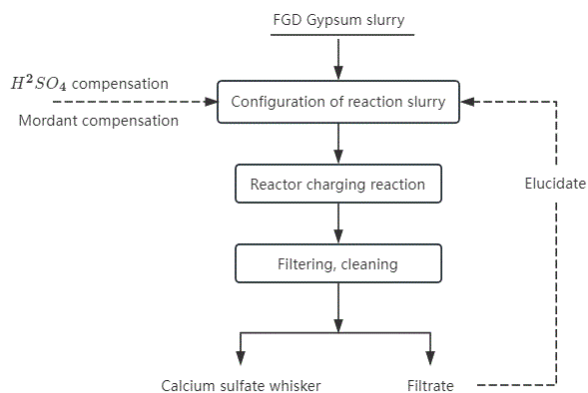 FGD Gypsum slurry
H²SO₄ compensation
Mordant compensation
Configuration of reaction slurry
Reactor charging reaction
Elucidate
Filtering, cleaning
Calcium sulfate whisker
Filtrate